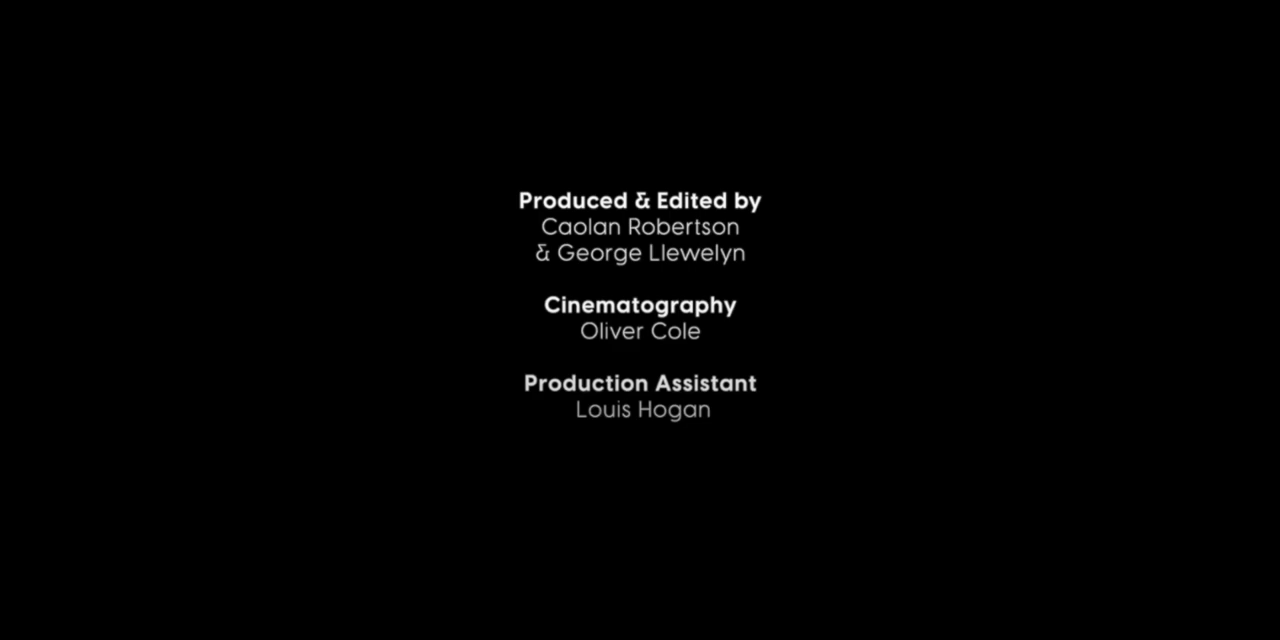 Produced & Edited by
Caolan Robertson
& George Llewelyn
Cinematography
Oliver Cole
Production Assistant
Louis Hogan